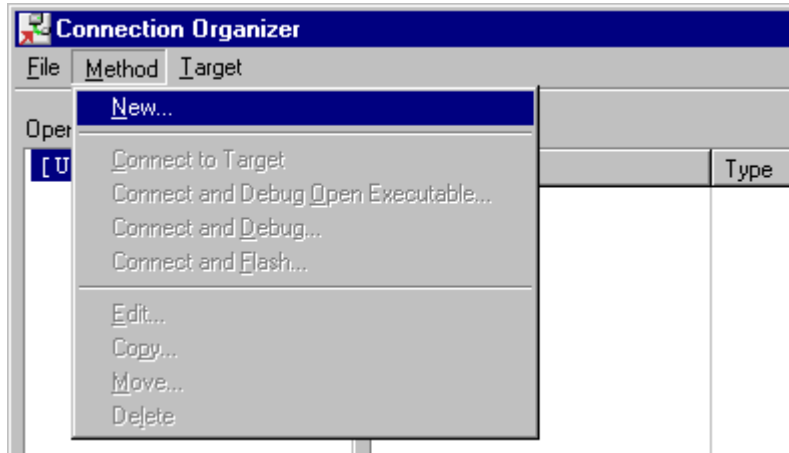 Connection Organizer
File Method Target
New...
Connect to Target
Connect and Debug Open Executable...
Connect and Debug...
Connect and Flash...
Edit...
Copy...
Move...
Delete
Type